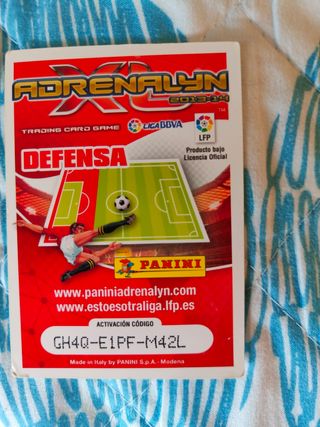 ADRENALYN
XL
2013-14
TM
TRADING CARD GAME
LIGA BBVA
LFP
DEFENSA
Producto bajo
Licencia Oficial
PANINI
www.paniniadrenalyn.com
www.estoesotraliga.lfp.es
ACTIVACIÓN CÓDIGO
GH4Q-E1PF-M42L
Made in Italy by PANINI S.p.A. - Modena